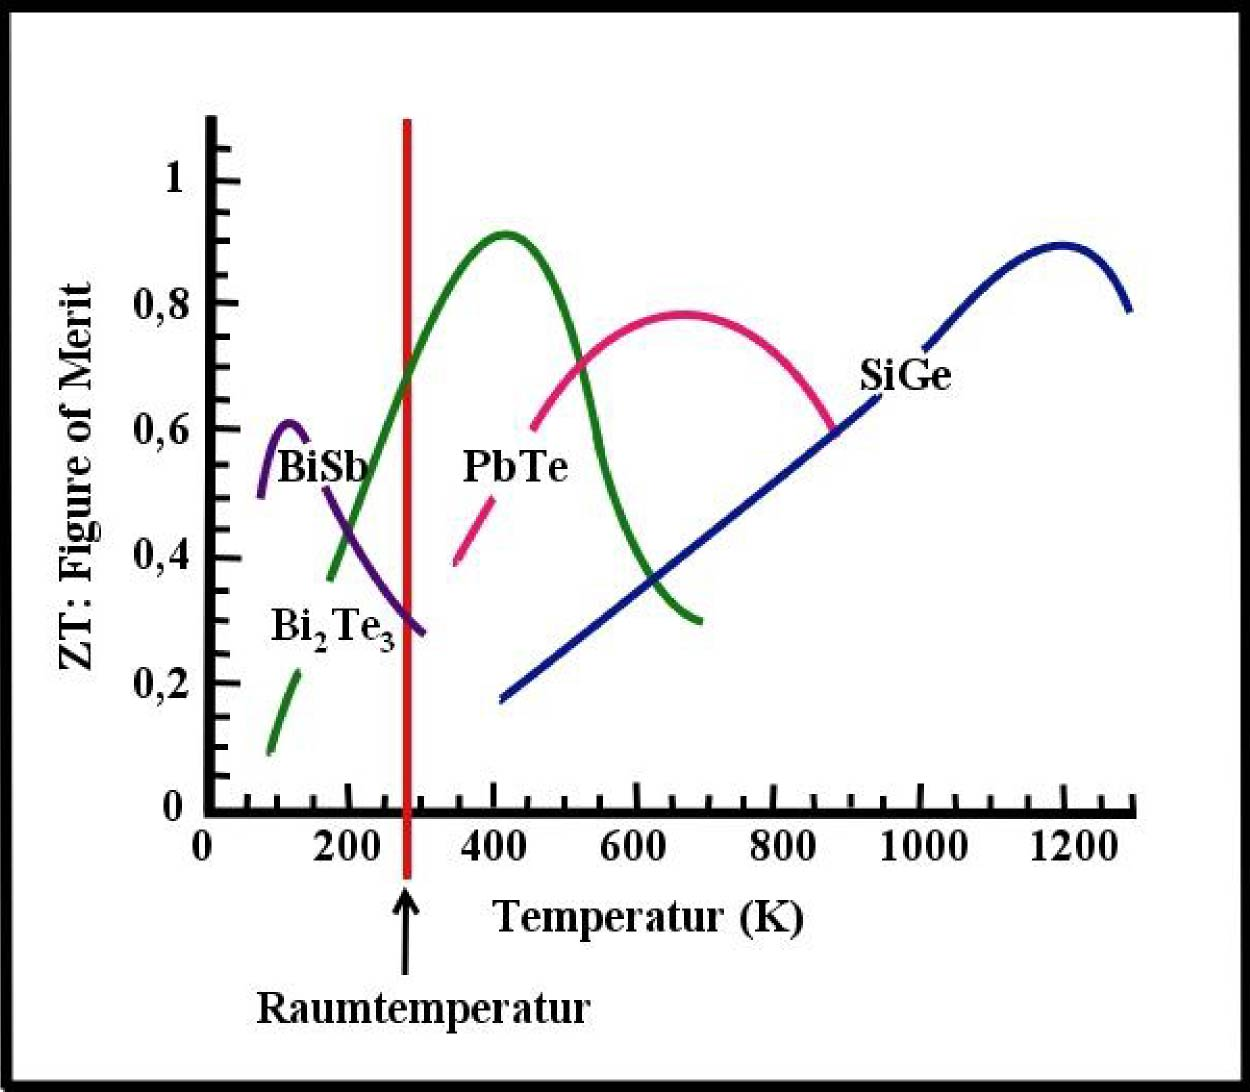 ZT: Figure of Merit
1
0,8
0,6
0,4
0,2
0
BiSb
Bi₂Te₃
PbTe
SiGe
0 200 400 600 800 1000 1200
Temperatur (K)
Raumtemperatur